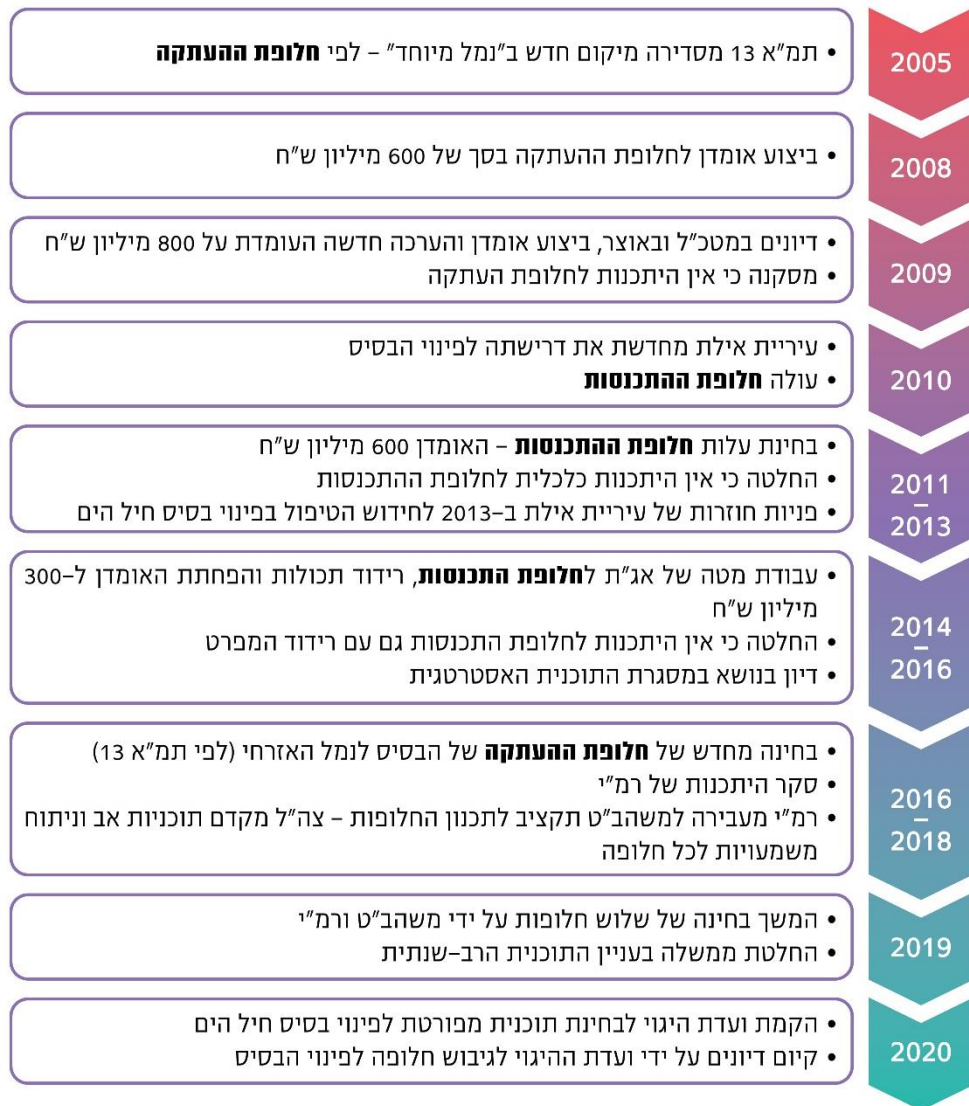 2005
• תמ"א 13 מסדירה מיקום חדש ב"נמל מיוחד" – לפי חלופת ההעתקה
2008
• ביצוע אומדן לחלופת ההעתקה בסך של 600 מיליון ש"ח
2009
• דיונים במטכ"ל ובאוצר, ביצוע אומדן והערכה חדשה העומדת על 800 מיליון ש"ח
• מסקנה כי אין היתכנות לחלופת העתקה
2010
• עיריית אילת מחדשת את דרישתה לפינוי הבסיס
• עולה חלופת ההתכנסות
2011
–
2013
• בחינת עלות חלופת ההתכנסות – האומדן 600 מיליון ש"ח
• החלטה כי אין היתכנות כלכלית לחלופת ההתכנסות
• פניות חוזרות של עיריית אילת ב–2013 לחידוש הטיפול בפינוי בסיס חיל הים
2014
–
2016
• עבודת מטה של אג"ת לחלופת התכנסות, רידוד תכולות והפחתת האומדן ל–300
מיליון ש"ח
• החלטה כי אין היתכנות לחלופת התכנסות גם עם רידוד המפרט
• דיון בנושא במסגרת התוכנית האסטרטגית
2016
–
2018
• בחינה מחדש של חלופת ההעתקה של הבסיס לנמל האזרחי (לפי תמ"א 13)
• סקר היתכנות של רמ"י
• רמ"י מעבירה למשהב"ט תקציב לתכנון החלופות – צה"ל מקדם תוכניות אב וניתוח
משמעויות לכל חלופה
2019
• המשך בחינה של שלוש חלופות על ידי משהב"ט ורמ"י
• החלטת ממשלה בעניין התוכנית הרב–שנתית
2020
• הקמת ועדת היגוי לבחינת תוכנית מפורטת לפינוי בסיס חיל הים
• קיום דיונים על ידי ועדת ההיגוי לגיבוש חלופה לפינוי הבסיס